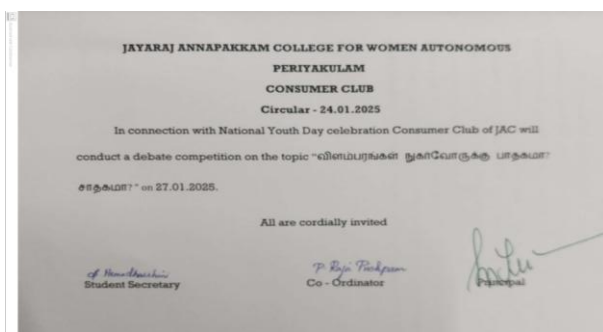 JAYARAJ ANNAPAKKAM COLLEGE FOR WOMEN AUTONOMOUS
PERIYAKULAM
CONSUMER CLUB
Circular - 24.01.2025
In connection with National Youth Day celebration Consumer Club of JAC will
conduct a debate competition on the topic "விளம்பரங்கள் நுகர்வோருக்கு பாதகமா?
சாதகமா?" on 27.01.2025.
All are cordially invited
P. Raji Pushpam
Student Secretary
Co - Ordinator
Principal